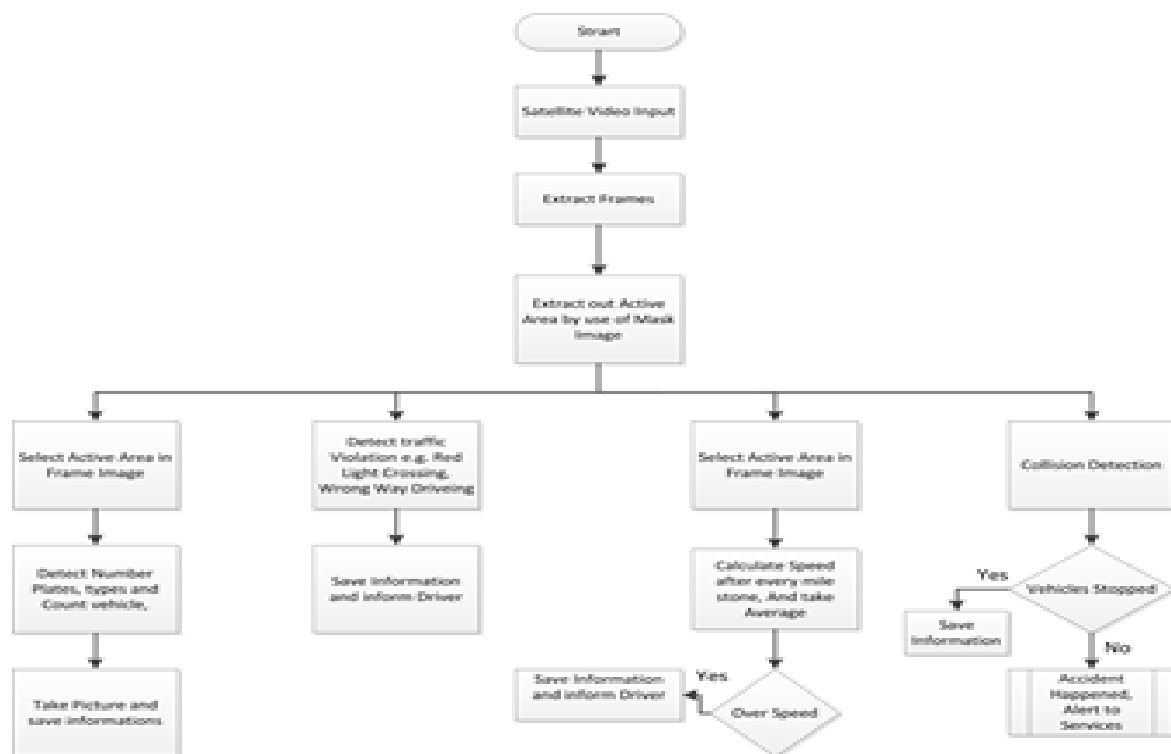 Strart
Satellite Video Input
Extract Frames
Extract out Active
Area by use of Mask
Image
Select Active Area in
Frame Image
Detect traffic
Violation e.g. Red
Light Crossing,
Wrong Way Driveing
Select Active Area in
Frame Image
Collision Detection
Detect Number
Plates, types and
Count vehicle,
Save Information
and inform Driver
Calculate Speed
after every mile
stone, And take
Average
Yes
Vehicles Stopped
Save
Information
No
Take Picture and
save informations
Save Information
and inform Driver
Yes
Over Speed
Accident
Happened,
Alert to
Services